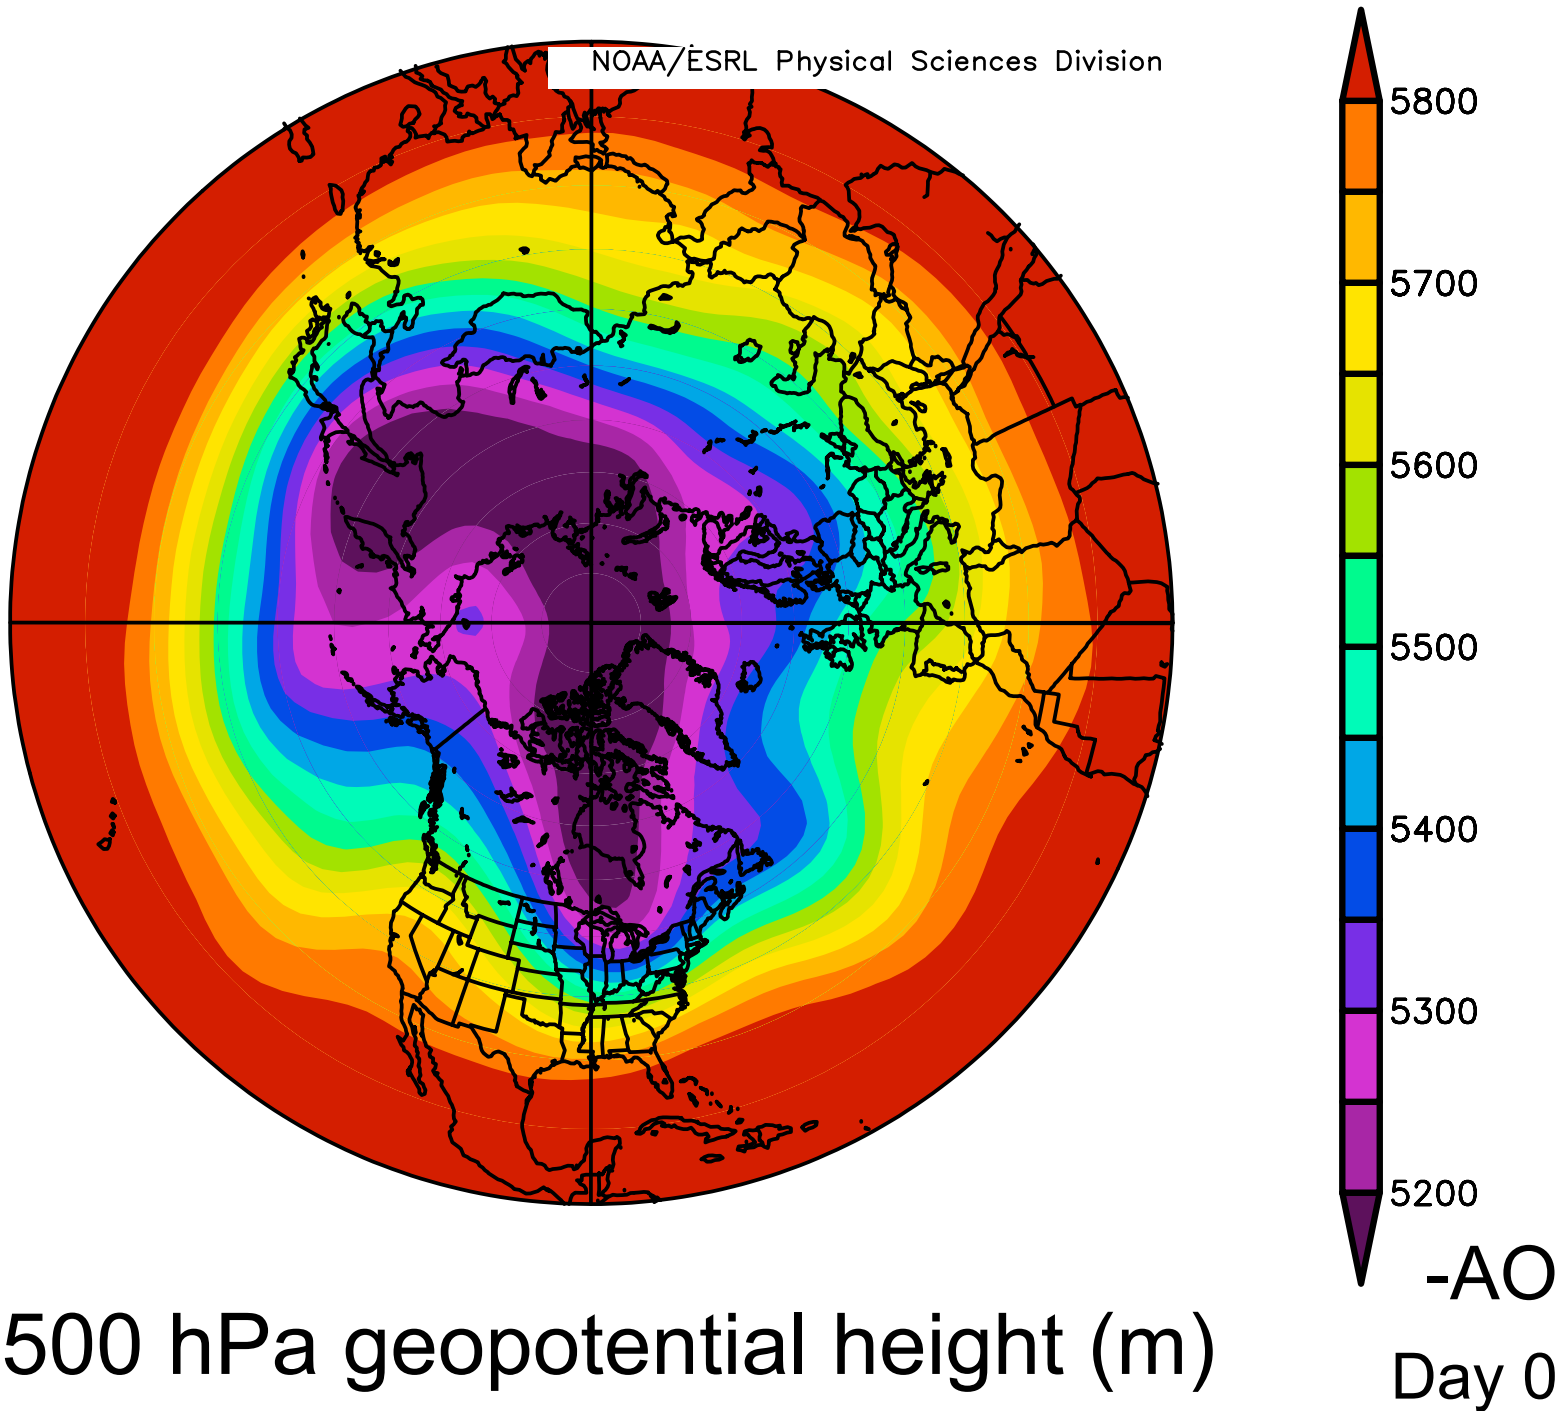 NOAA/ESRL Physical Sciences Division
5800
5700
5600
5500
5400
5300
5200
-AO
500 hPa geopotential height (m)
Day 0